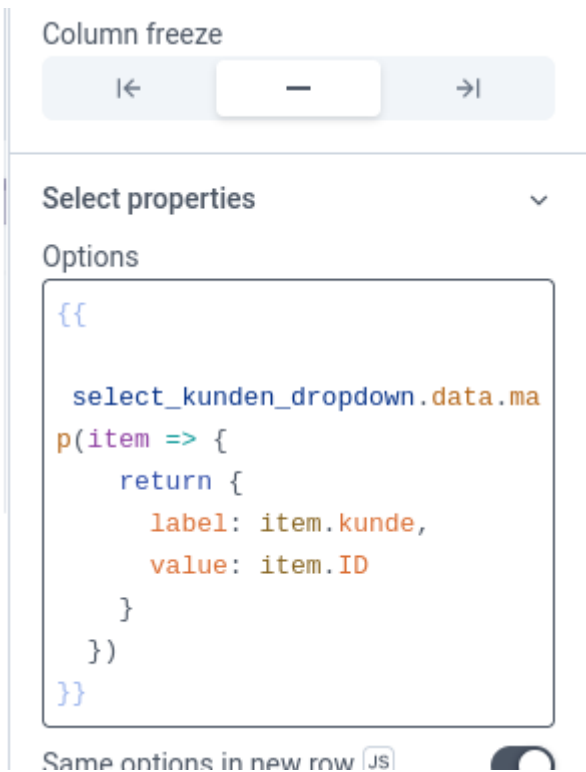 Column freeze
Select properties
Options
{{
select_kunden_dropdown.data.ma
p(item => {
return {
label: item.kunde,
value: item.ID
}
})
}}
Same options in new row JS